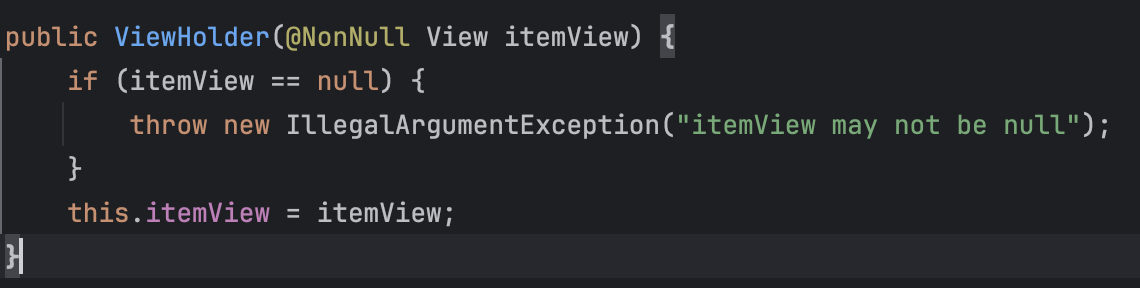 public ViewHolder(@NonNull View itemView) {
    if (itemView == null) {
        throw new IllegalArgumentException("itemView may not be null");
    }
    this.itemView = itemView;
}